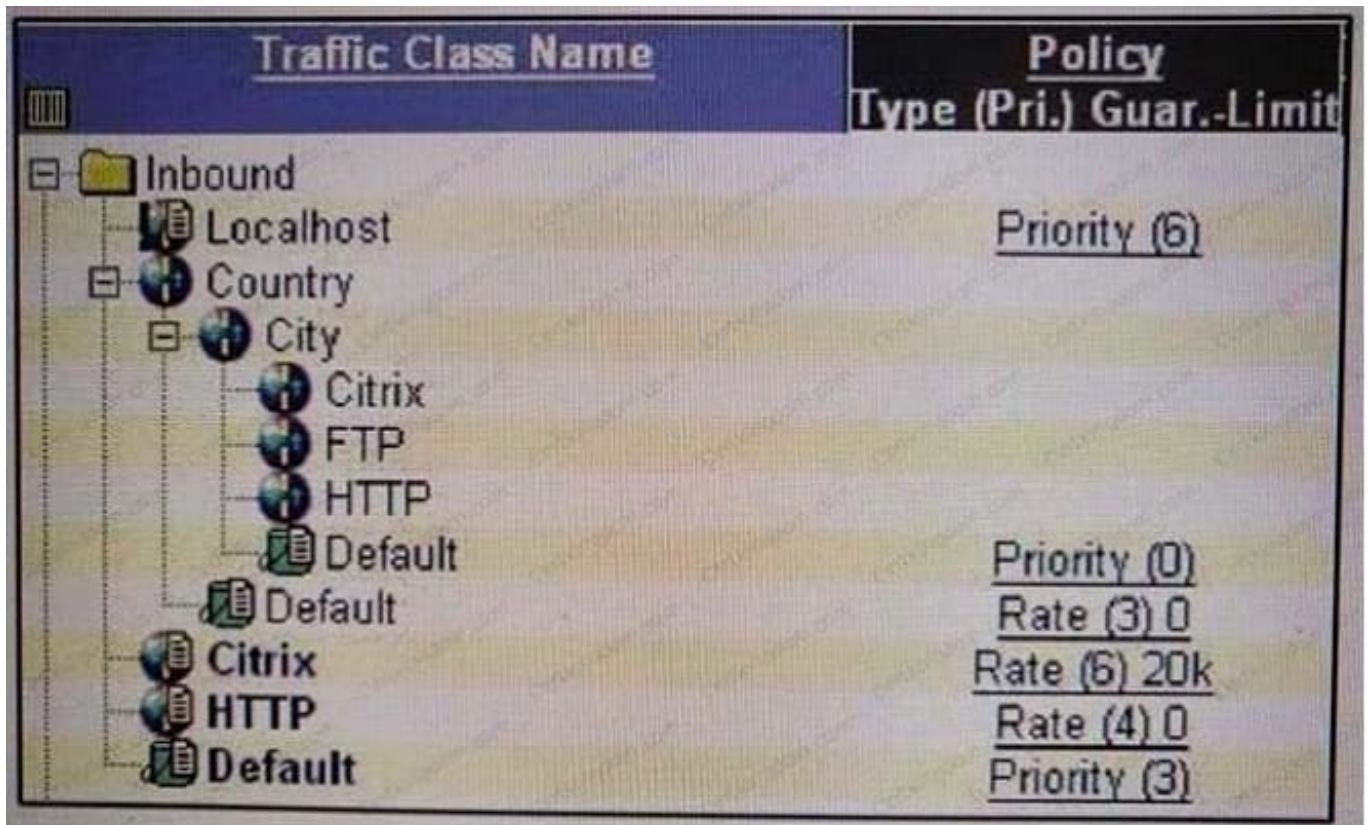 Traffic Class Name Policy
Type (Pri.) Guar.-Limit
Inbound
Localhost Priority (6)
Country
City
Citrix
FTP
HTTP
Default Priority (0)
Default Rate (3) 0
Citrix Rate (6) 20k
HTTP Rate (4) 0
Default Priority (3)